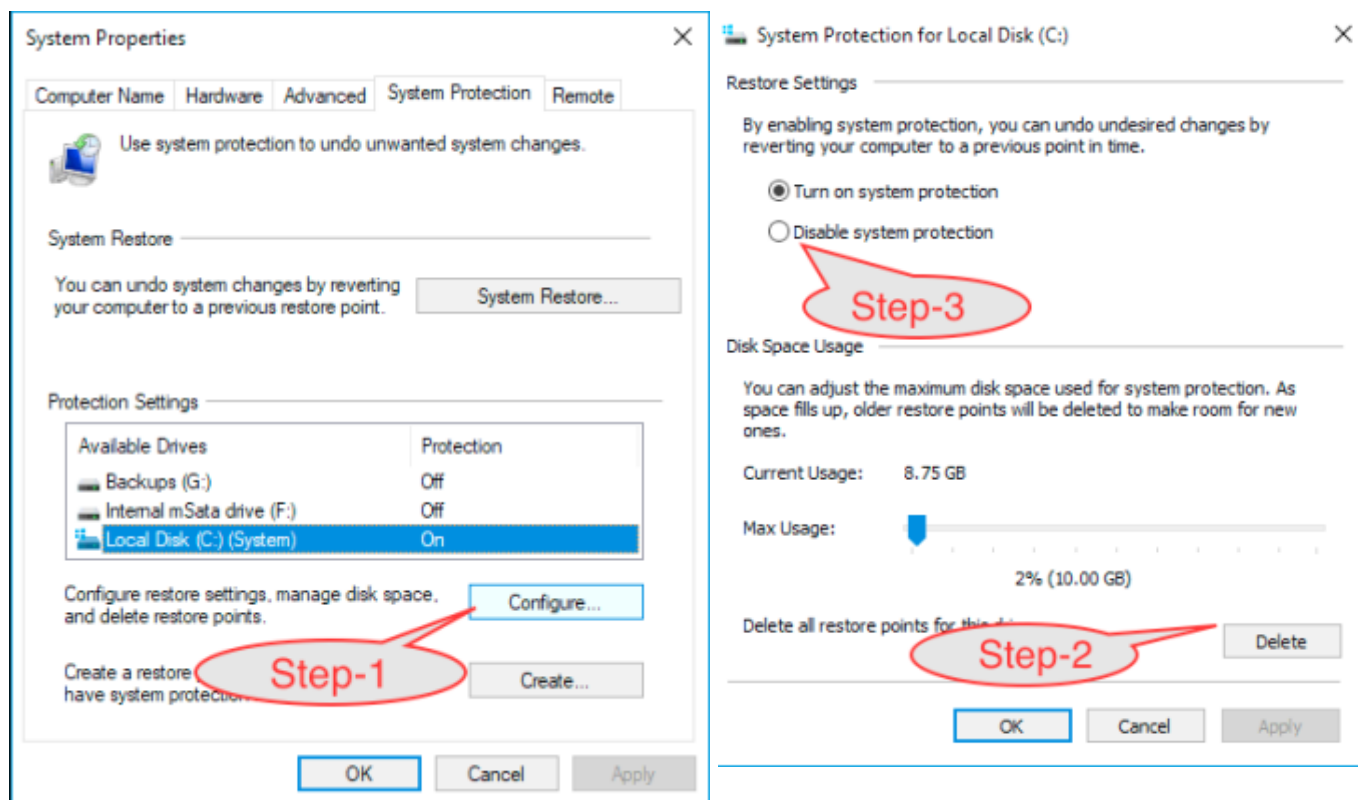 System Properties
Computer Name Hardware Advanced System Protection Remote
Use system protection to undo unwanted system changes.
System Restore
You can undo system changes by reverting
your computer to a previous restore point.
System Restore...
Protection Settings
Available Drives Protection
Backups (G:) Off
Internal mSata drive (F:) Off
Local Disk (C:) (System) On
Configure restore settings, manage disk space,
and delete restore points.
Configure...
Step-1
Create a restore
have system protection
Create...
OK Cancel Apply
System Protection for Local Disk (C:)
Restore Settings
By enabling system protection, you can undo undesired changes by
reverting your computer to a previous point in time.
Turn on system protection
Disable system protection
Step-3
Disk Space Usage
You can adjust the maximum disk space used for system protection. As
space fills up, older restore points will be deleted to make room for new
ones.
Current Usage: 8.75 GB
Max Usage:
2% (10.00 GB)
Delete all restore points for this
Step-2
Delete
OK Cancel Apply